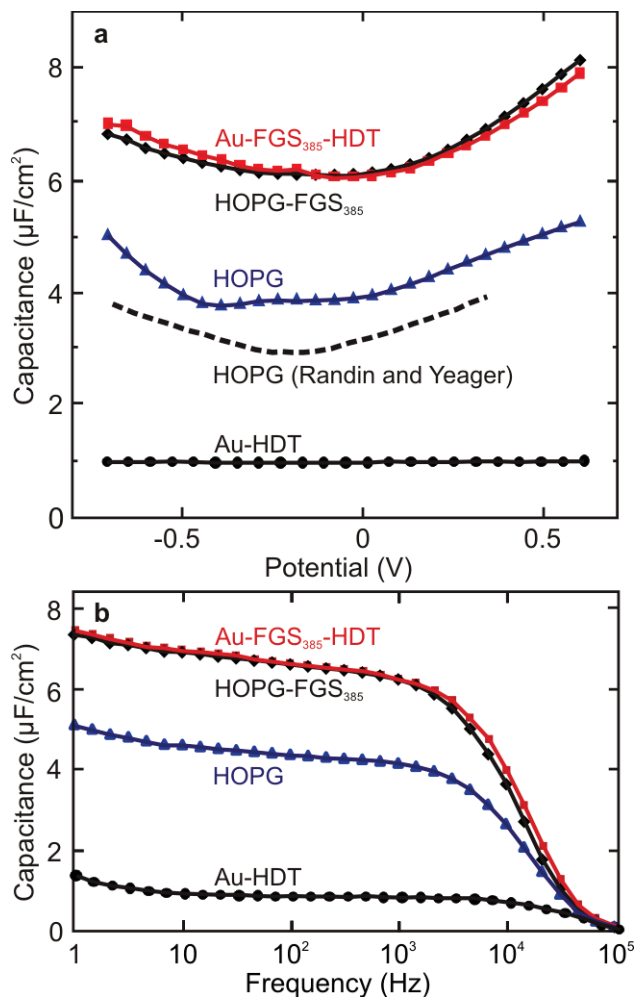 a
8
6
4
2
0
Capacitance (µF/cm²)
Au-FGS₃₈₅-HDT
HOPG-FGS₃₈₅
HOPG
HOPG (Randin and Yeager)
Au-HDT
-0.5
0
0.5
Potential (V)
b
8
6
4
2
0
Capacitance (µF/cm²)
Au-FGS₃₈₅-HDT
HOPG-FGS₃₈₅
HOPG
Au-HDT
1
10
10²
10³
10⁴
10⁵
Frequency (Hz)